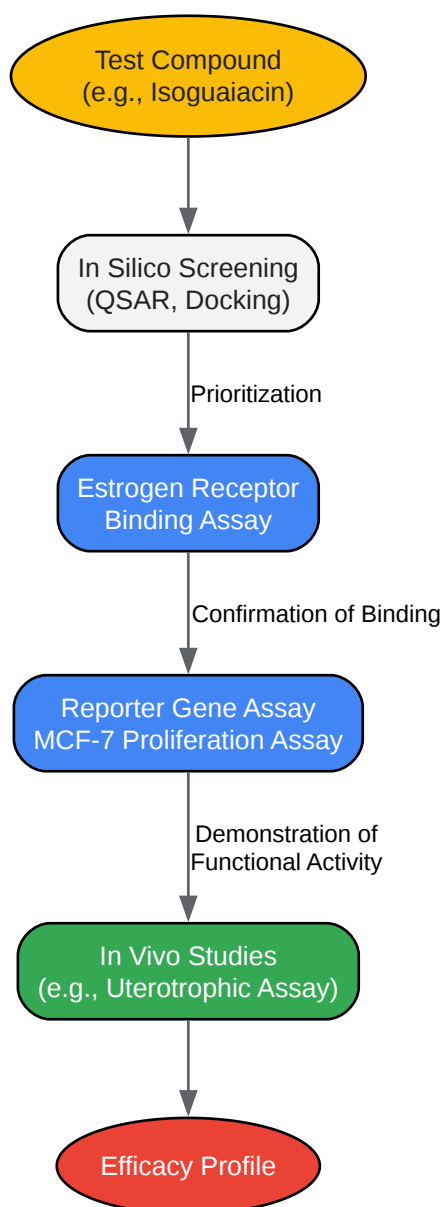 Test Compound
(e.g., Isoguaiacin)
In Silico Screening
(QSAR, Docking)
Prioritization
Estrogen Receptor
Binding Assay
Confirmation of Binding
Reporter Gene Assay
MCF-7 Proliferation Assay
Demonstration of
Functional Activity
In Vivo Studies
(e.g., Uterotrophic Assay)
Efficacy Profile